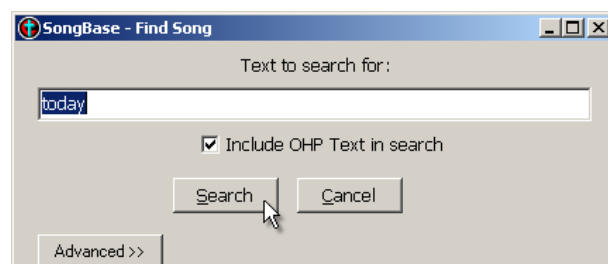 SongBase - Find Song
Text to search for:
today
Include OHP Text in search
Search Cancel
Advanced >>